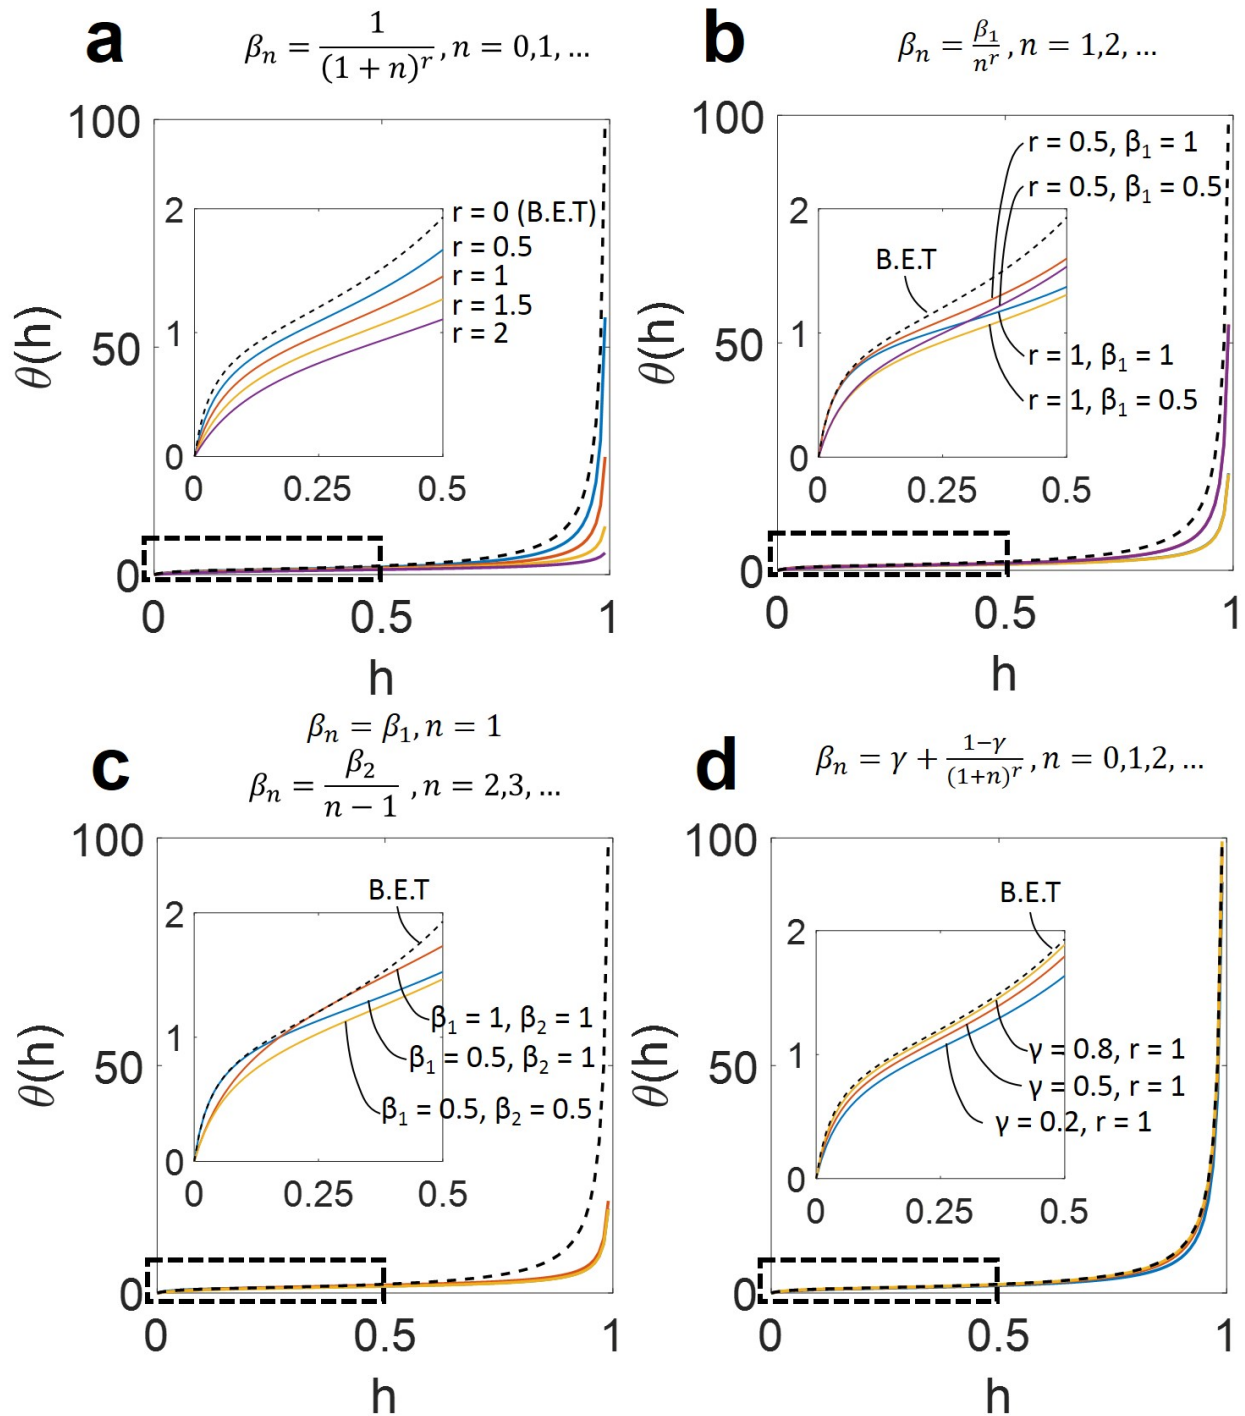 a
βₙ = 1/(1 + n)ʳ, n = 0,1, …
100
50
0
θ(h)
2
1
0
0 0.25 0.5
r = 0 (B.E.T)
r = 0.5
r = 1
r = 1.5
r = 2
0 0.5 1
h
b
βₙ = β₁/nʳ, n = 1,2, …
100
50
0
θ(h)
2
1
0
0 0.25 0.5
B.E.T
r = 0.5, β₁ = 1
r = 0.5, β₁ = 0.5
r = 1, β₁ = 1
r = 1, β₁ = 0.5
0 0.5 1
h
c
βₙ = β₁, n = 1
βₙ = β₂/(n − 1) , n = 2,3, …
100
50
0
θ(h)
2
1
0
0 0.25 0.5
B.E.T
β₁ = 1, β₂ = 1
β₁ = 0.5, β₂ = 1
β₁ = 0.5, β₂ = 0.5
0 0.5 1
h
d
βₙ = γ + (1−γ)/(1+n)ʳ, n = 0,1,2, …
100
50
0
θ(h)
2
1
0
0 0.25 0.5
B.E.T
γ = 0.8, r = 1
γ = 0.5, r = 1
γ = 0.2, r = 1
0 0.5 1
h